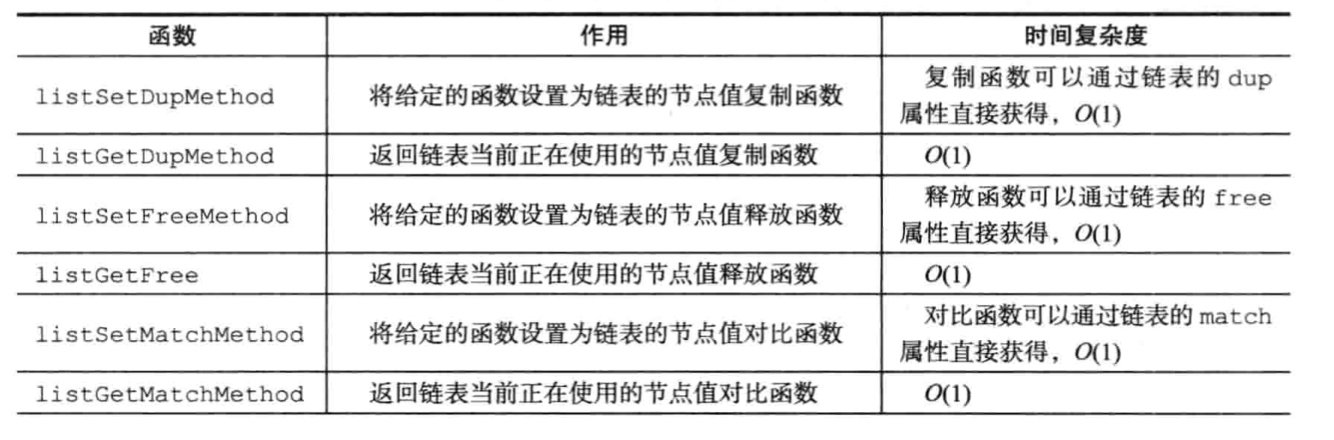 函数 作用 时间复杂度
listSetDupMethod 将给定的函数设置为链表的节点值复制函数 复制函数可以通过链表的 dup
属性直接获得，O(1)
listGetDupMethod 返回链表当前正在使用的节点值复制函数 O(1)
listSetFreeMethod 将给定的函数设置为链表的节点值释放函数 释放函数可以通过链表的 free
属性直接获得，O(1)
listGetFree 返回链表当前正在使用的节点值释放函数 O(1)
listSetMatchMethod 将给定的函数设置为链表的节点值对比函数 对比函数可以通过链表的 match
属性直接获得，O(1)
listGetMatchMethod 返回链表当前正在使用的节点值对比函数 O(1)